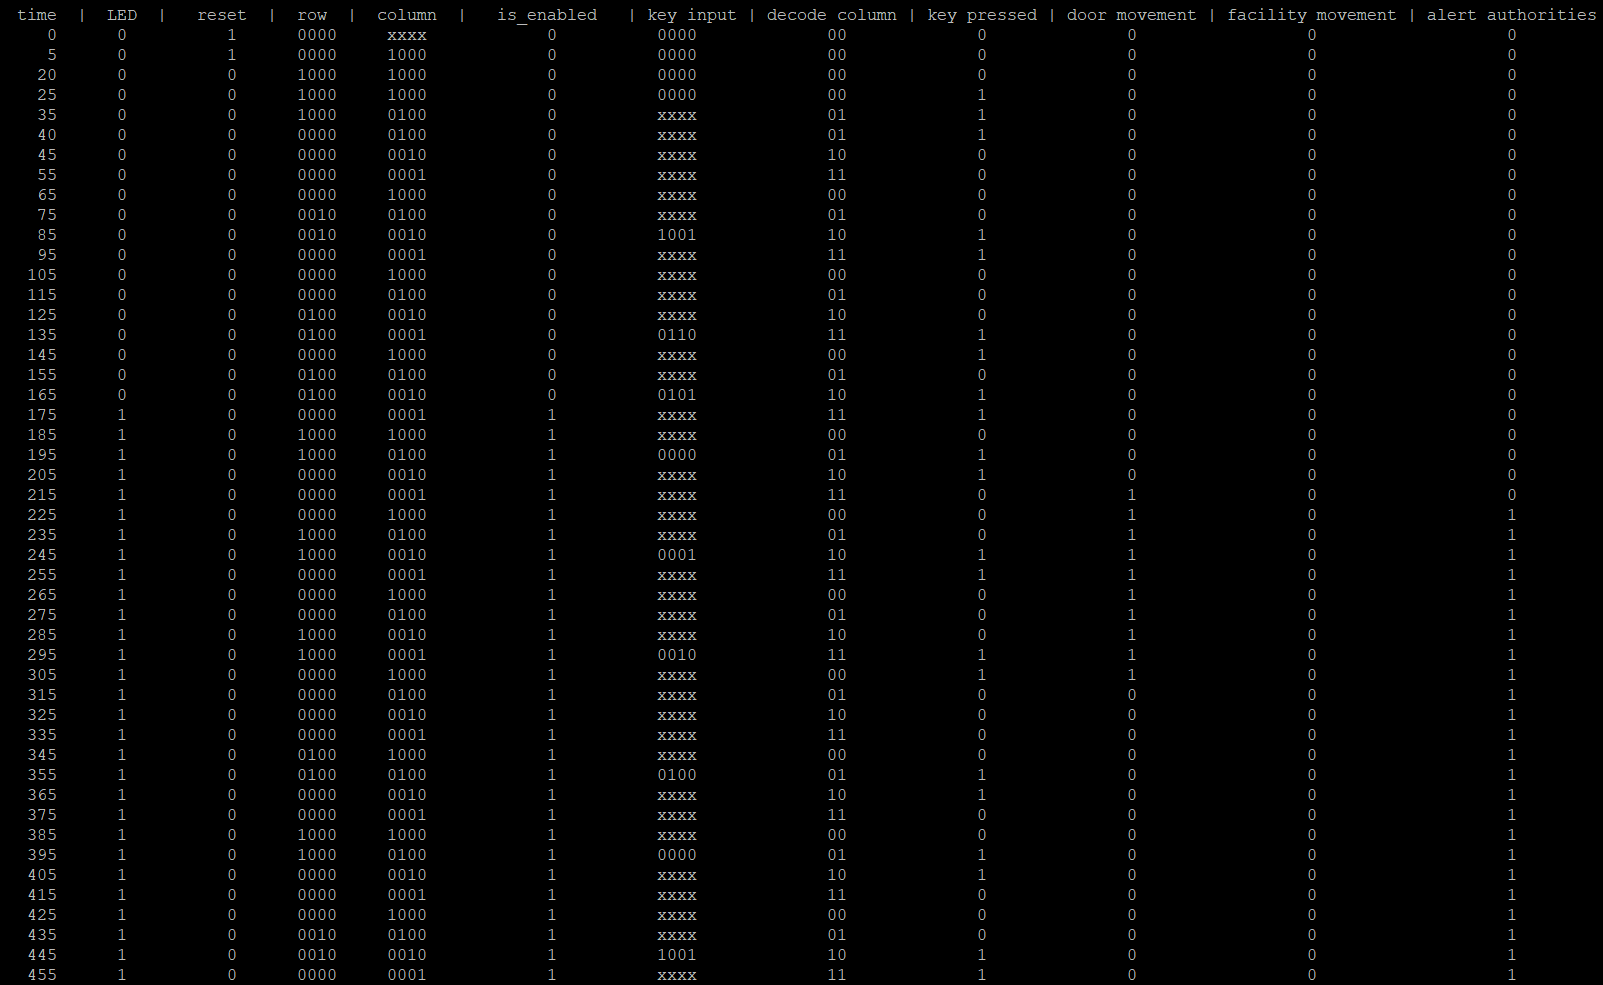 time | LED | reset | row | column | is_enabled | key input | decode column | key pressed | door movement | facility movement | alert authorities
0 0 1 0000 xxxx 0 0000 00 0 0 0 0
5 0 1 0000 1000 0 0000 00 0 0 0 0
20 0 0 1000 1000 0 0000 00 0 0 0 0
25 0 0 1000 1000 0 0000 00 1 0 0 0
35 0 0 1000 0100 0 xxxx 01 1 0 0 0
40 0 0 0000 0100 0 xxxx 01 1 0 0 0
45 0 0 0000 0010 0 xxxx 10 0 0 0 0
55 0 0 0000 0001 0 xxxx 11 0 0 0 0
65 0 0 0000 1000 0 xxxx 00 0 0 0 0
75 0 0 0010 0100 0 xxxx 01 0 0 0 0
85 0 0 0010 0010 0 1001 10 1 0 0 0
95 0 0 0000 0001 0 xxxx 11 1 0 0 0
105 0 0 0000 1000 0 xxxx 00 0 0 0 0
115 0 0 0000 0100 0 xxxx 01 0 0 0 0
125 0 0 0100 0010 0 xxxx 10 0 0 0 0
135 0 0 0100 0001 0 0110 11 1 0 0 0
145 0 0 0000 1000 0 xxxx 00 1 0 0 0
155 0 0 0100 0100 0 xxxx 01 0 0 0 0
165 0 0 0100 0010 0 0101 10 1 0 0 0
175 1 0 0000 0001 1 xxxx 11 1 0 0 0
185 1 0 1000 1000 1 xxxx 00 0 0 0 0
195 1 0 1000 0100 1 0000 01 1 0 0 0
205 1 0 0000 0010 1 xxxx 10 1 0 0 0
215 1 0 0000 0001 1 xxxx 11 0 1 0 0
225 1 0 0000 1000 1 xxxx 00 0 1 0 1
235 1 0 1000 0100 1 xxxx 01 0 1 0 1
245 1 0 1000 0010 1 0001 10 1 1 0 1
255 1 0 0000 0001 1 xxxx 11 1 1 0 1
265 1 0 0000 1000 1 xxxx 00 0 1 0 1
275 1 0 0000 0100 1 xxxx 01 0 1 0 1
285 1 0 1000 0010 1 xxxx 10 0 1 0 1
295 1 0 1000 0001 1 0010 11 1 1 0 1
305 1 0 0000 1000 1 xxxx 00 1 1 0 1
315 1 0 0000 0100 1 xxxx 01 0 0 0 1
325 1 0 0000 0010 1 xxxx 10 0 0 0 1
335 1 0 0000 0001 1 xxxx 11 0 0 0 1
345 1 0 0100 1000 1 xxxx 00 0 0 0 1
355 1 0 0100 0100 1 0100 01 1 0 0 1
365 1 0 0000 0010 1 xxxx 10 1 0 0 1
375 1 0 0000 0001 1 xxxx 11 0 0 0 1
385 1 0 1000 1000 1 xxxx 00 0 0 0 1
395 1 0 1000 0100 1 0000 01 1 0 0 1
405 1 0 0000 0010 1 xxxx 10 1 0 0 1
415 1 0 0000 0001 1 xxxx 11 0 0 0 1
425 1 0 0000 1000 1 xxxx 00 0 0 0 1
435 1 0 0010 0100 1 xxxx 01 0 0 0 1
445 1 0 0010 0010 1 1001 10 1 0 0 1
455 1 0 0000 0001 1 xxxx 11 1 0 0 1